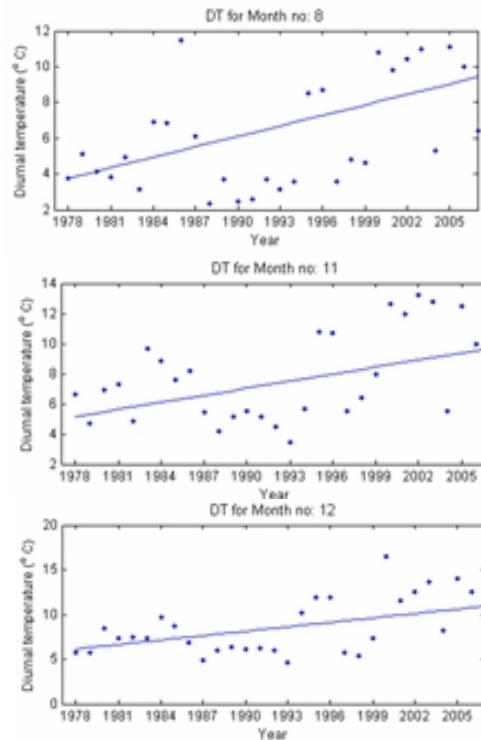 DT for Month no: 8
Diurnal temperature (° C)
12
10
8
6
4
2
1978 1981 1984 1987 1990 1993 1996 1999 2002 2005
Year
DT for Month no: 11
Diurnal temperature (° C)
14
12
10
8
6
4
2
1978 1981 1984 1987 1990 1993 1996 1999 2002 2005
Year
DT for Month no: 12
Diurnal temperature (° C)
20
15
10
5
0
1978 1981 1984 1987 1990 1993 1996 1999 2002 2005
Year